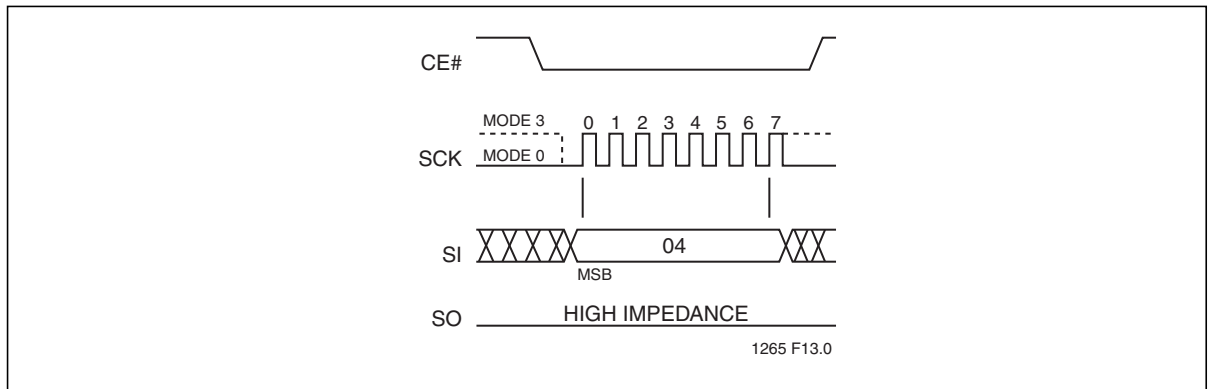 CE#
MODE 3 0 1 2 3 4 5 6 7
SCK MODE 0
SI 04
MSB
SO HIGH IMPEDANCE
1265 F13.0